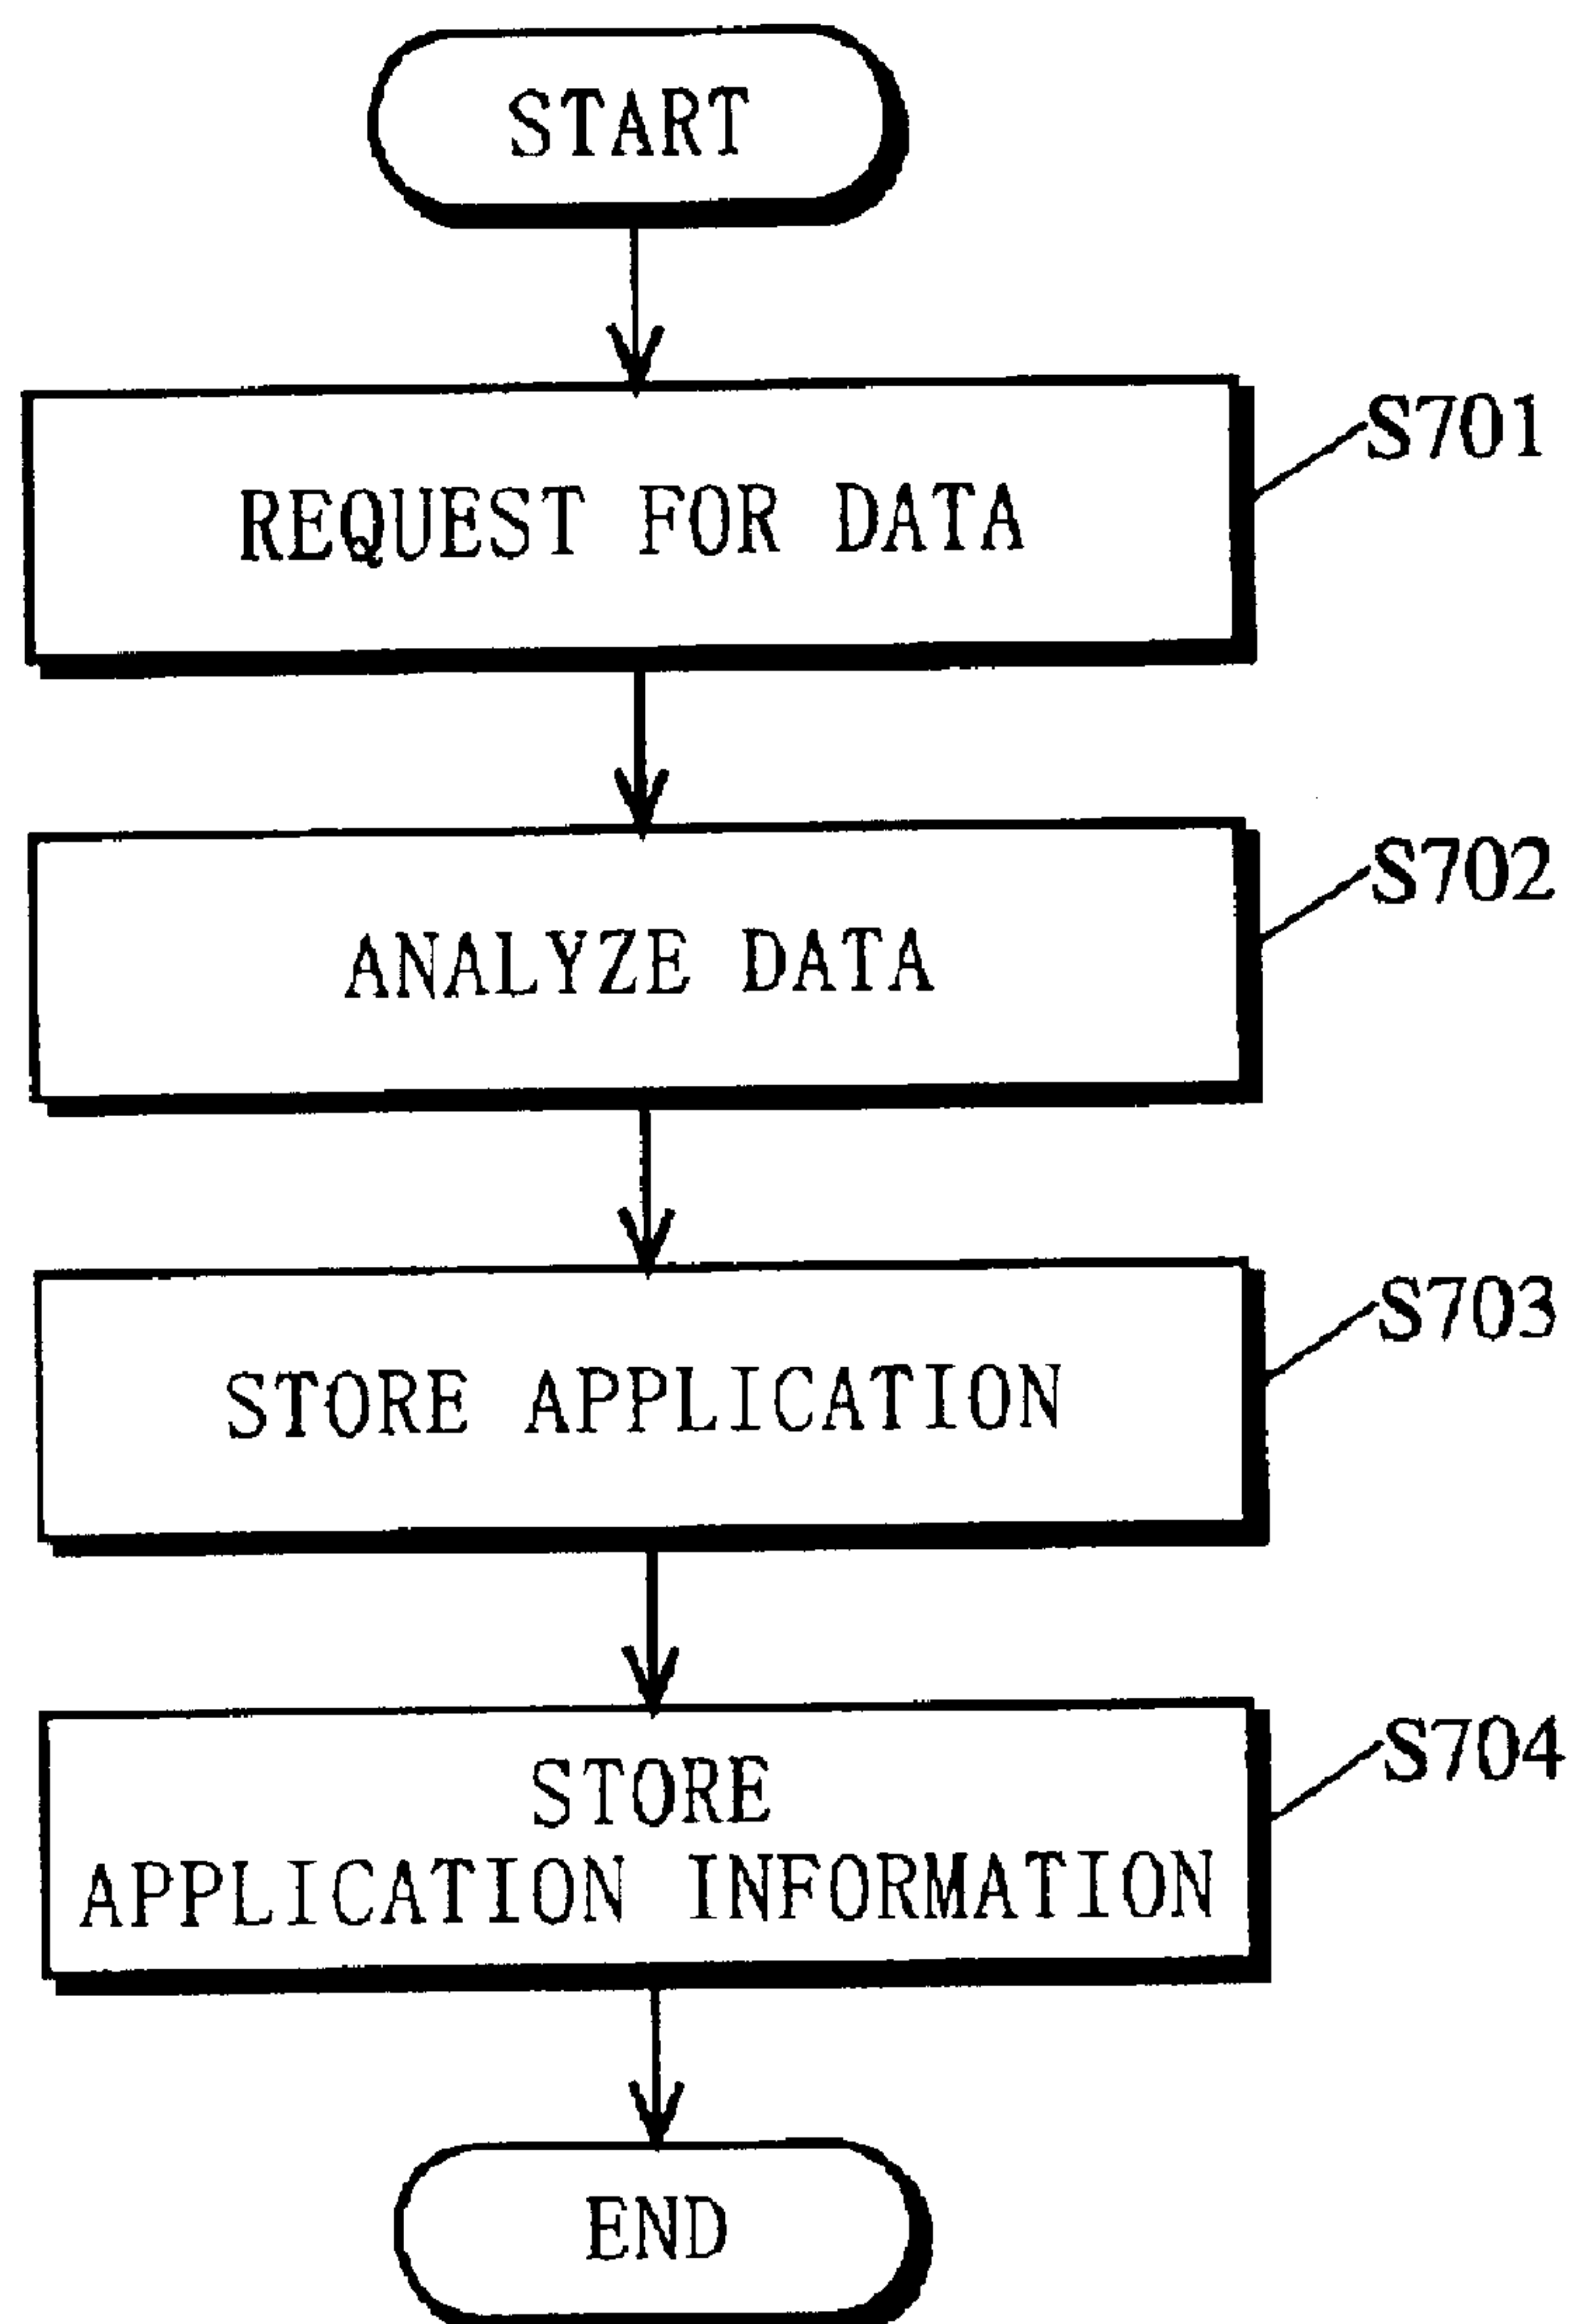 START
REQUEST FOR DATA
S701
ANALYZE DATA
S702
STORE APPLICATION
S703
STORE
APPLICATION INFORMATION
S704
END